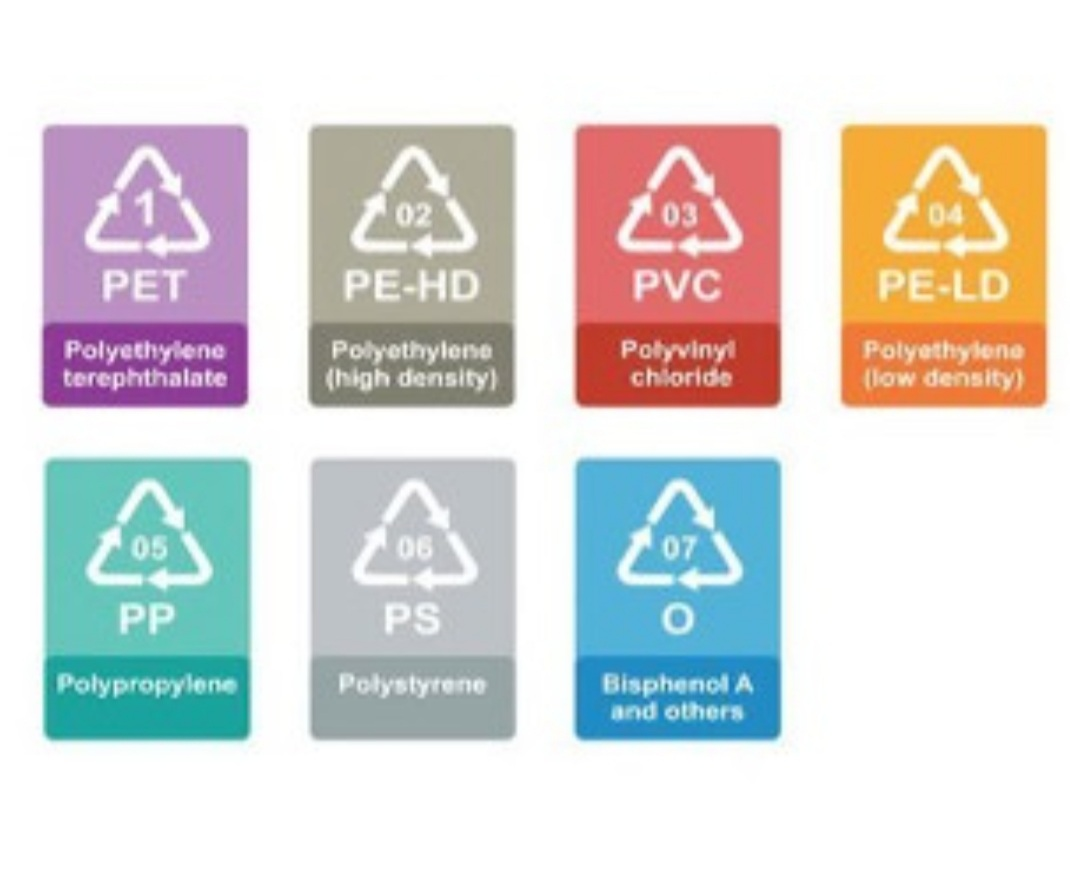 1
PET
Polyethylene
terephthalate
02
PE-HD
Polyethylene
(high density)
03
PVC
Polyvinyl
chloride
04
PE-LD
Polyethylene
(low density)
05
PP
Polypropylene
06
PS
Polystyrene
07
O
Bisphenol A
and others